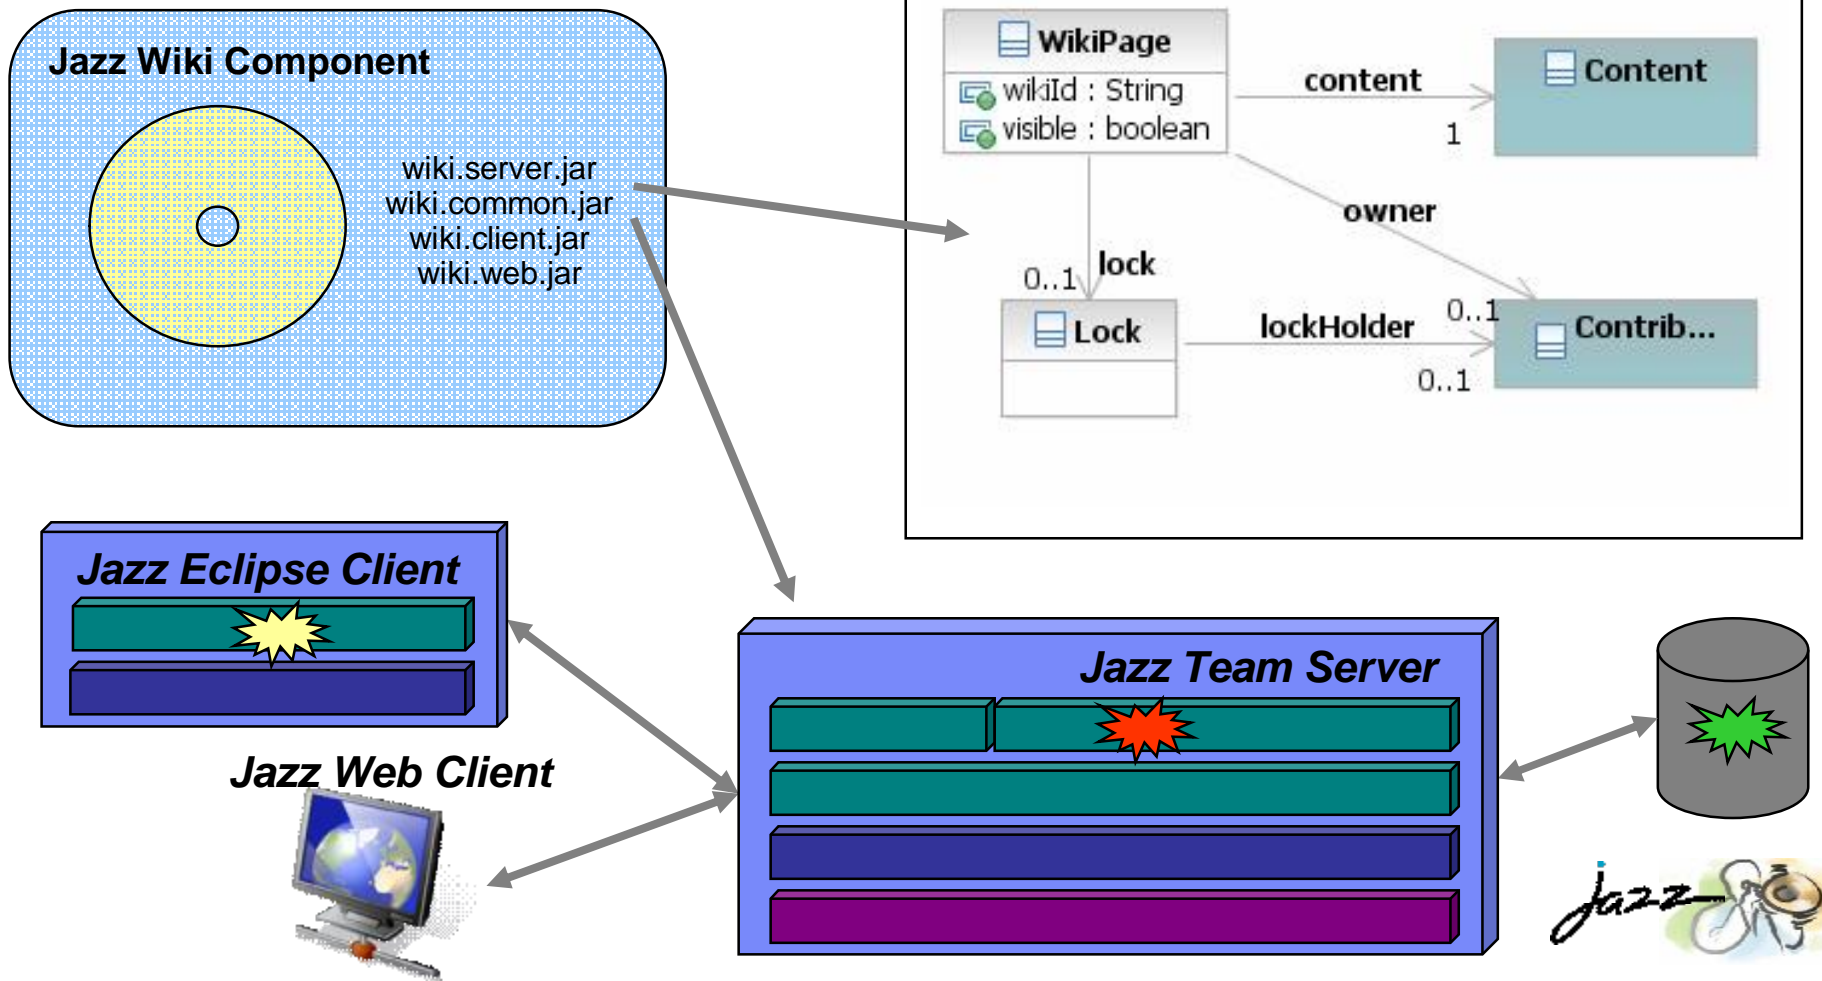 Jazz Wiki Component
wiki.server.jar
wiki.common.jar
wiki.client.jar
wiki.web.jar
WikiPage
wikiId : String
visible : boolean
content
1
Content
owner
0..1
lock
0..1
Lock
lockHolder
0..1
Contrib...
Jazz Eclipse Client
Jazz Web Client
Jazz Team Server
jazz